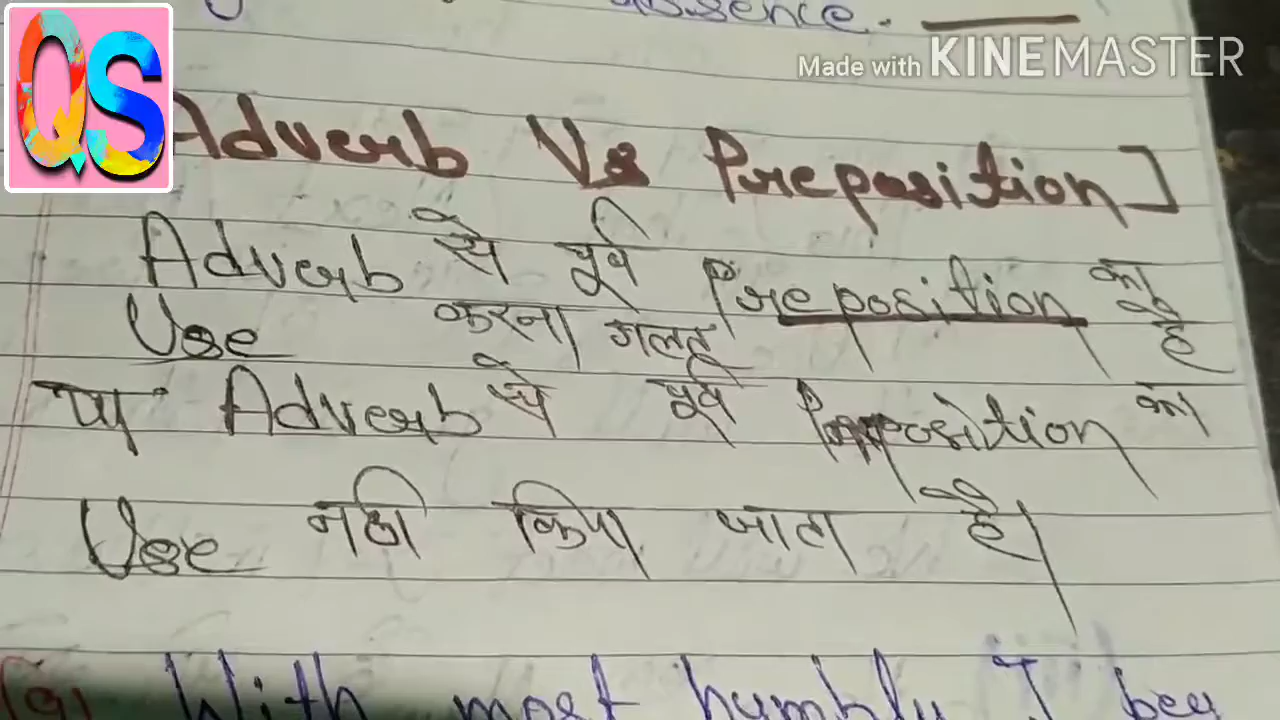 absence.
Made with KINEMASTER
QS
Adverb Vs Preposition]
Adverb से पूर्व Preposition का
Use करना गलत है
या Adverb से पूर्व Preposition का
Use नही किया जाता है।
With most humbly I beg